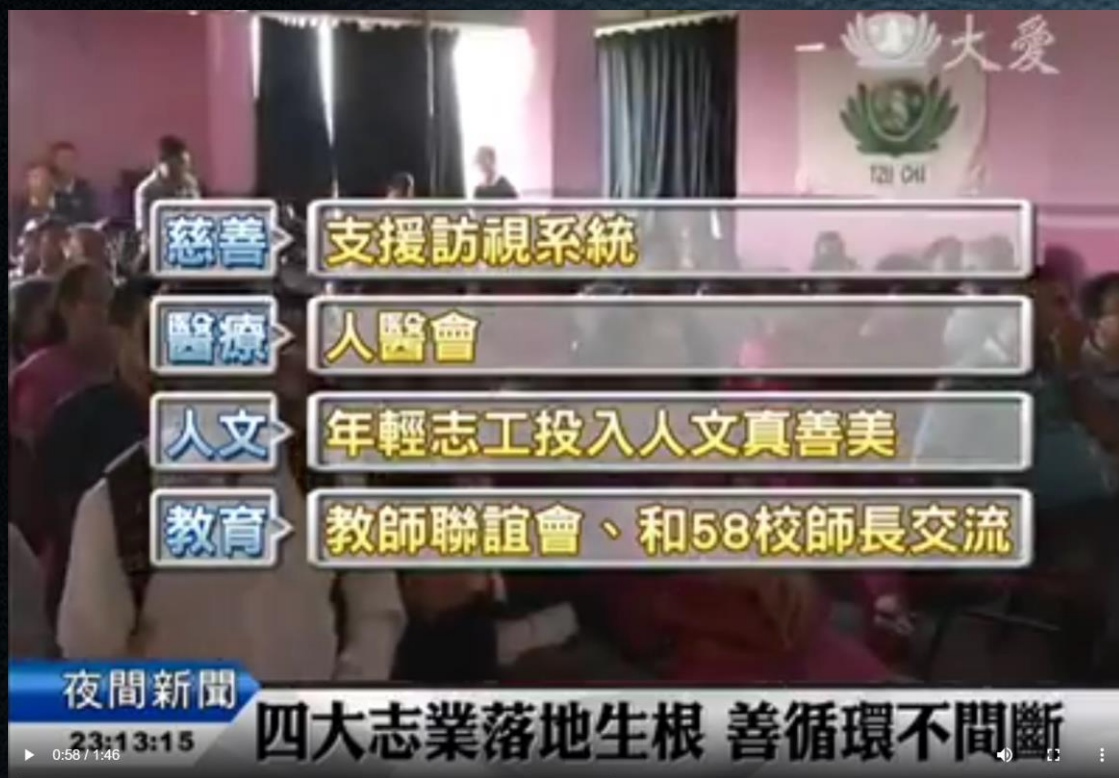 大愛
TZU CHI
慈善 支援訪視系統
醫療 人醫會
人文 年輕志工投入人文真善美
教育 教師聯誼會、和58校師長交流
夜間新聞
四大志業落地生根 善循環不間斷
23:13:15
0:58 / 1:46